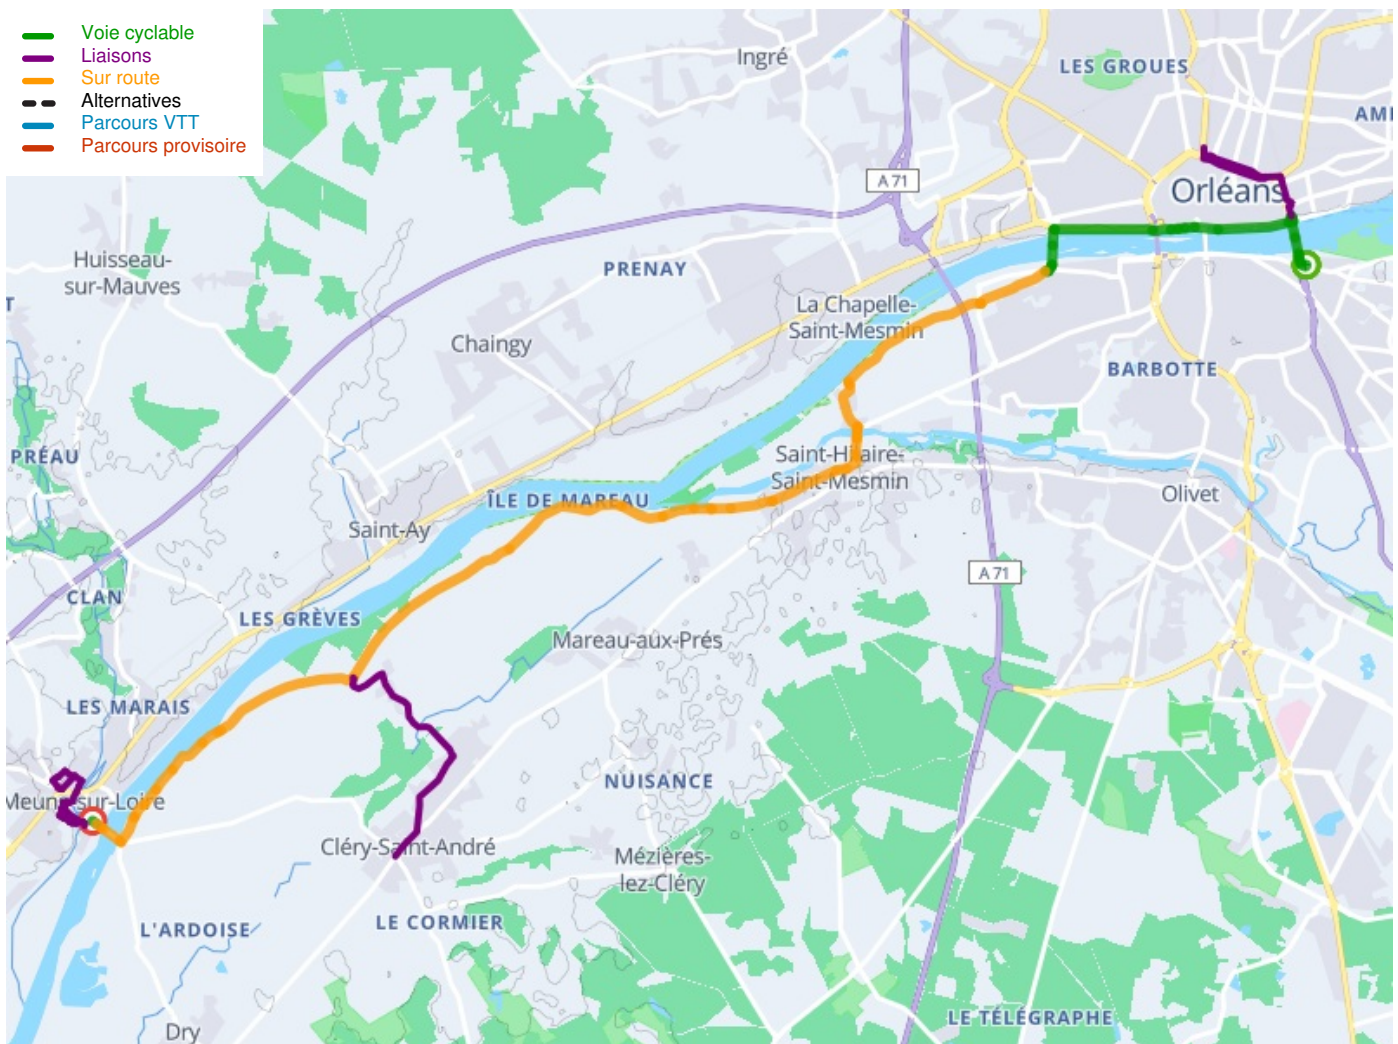 Voie cyclable
Liaisons
Sur route
Alternatives
Parcours VTT
Parcours provisoire
Ingré
LES GROUES
AM
A 71
Orléans
Huisseau-
sur-Mauves
PRENAY
T
La Chapelle-
Saint-Mesmin
Chaingy
BARBOTTE
PRÉAU
Saint-Hilaire-
Saint-Mesmin
ÎLE DE MAREAU
Olivet
Saint-Ay
A 71
CLAN
LES GRÈVES
Mareau-aux-Prés
LES MARAIS
NUISANCE
Meung-sur-Loire
Cléry-Saint-André
Mézières-
lez-Cléry
LE CORMIER
L'ARDOISE
LE TÉLÉGRAPHE
Dry